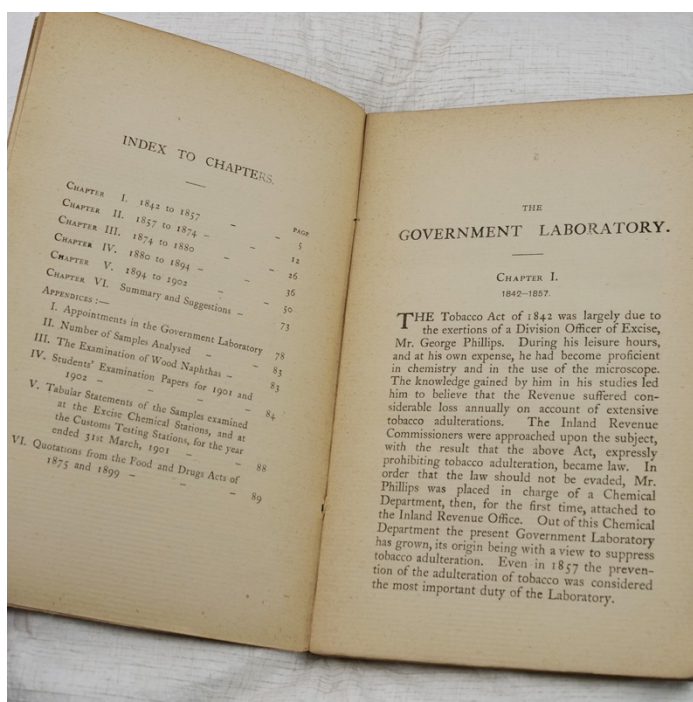 INDEX TO CHAPTERS.
PAGE
CHAPTER I. 1842 to 1857 - - 5
CHAPTER II. 1857 to 1874 - - 12
CHAPTER III. 1874 to 1880 - - 26
CHAPTER IV. 1880 to 1894 - - 36
CHAPTER V. 1894 to 1902 - - 50
CHAPTER VI. Summary and Suggestions - 73
APPENDICES :—
I. Appointments in the Government Laboratory 78
II. Number of Samples Analysed - - 83
III. The Examination of Wood Naphthas - - 83
IV. Students' Examination Papers for 1901 and
1902 - - - - 84
V. Tabular Statements of the Samples examined
at the Excise Chemical Stations, and at
the Customs Testing Stations, for the year
ended 31st March, 1901 - - 88
VI. Quotations from the Food and Drugs Acts of
1875 and 1899 - - - 89
THE
GOVERNMENT LABORATORY.
CHAPTER I.
1842—1857.
THE Tobacco Act of 1842 was largely due to
the exertions of a Division Officer of Excise,
Mr. George Phillips. During his leisure hours,
and at his own expense, he had become proficient
in chemistry and in the use of the microscope.
The knowledge gained by him in his studies led
him to believe that the Revenue suffered con-
siderable loss annually on account of extensive
tobacco adulterations. The Inland Revenue
Commissioners were approached upon the subject,
with the result that the above Act, expressly
prohibiting tobacco adulteration, became law. In
order that the law should not be evaded, Mr.
Phillips was placed in charge of a Chemical
Department, then, for the first time, attached to
the Inland Revenue Office. Out of this Chemical
Department the present Government Laboratory
has grown, its origin being with a view to suppress
tobacco adulteration. Even in 1857 the preven-
tion of the adulteration of tobacco was considered
the most important duty of the Laboratory.